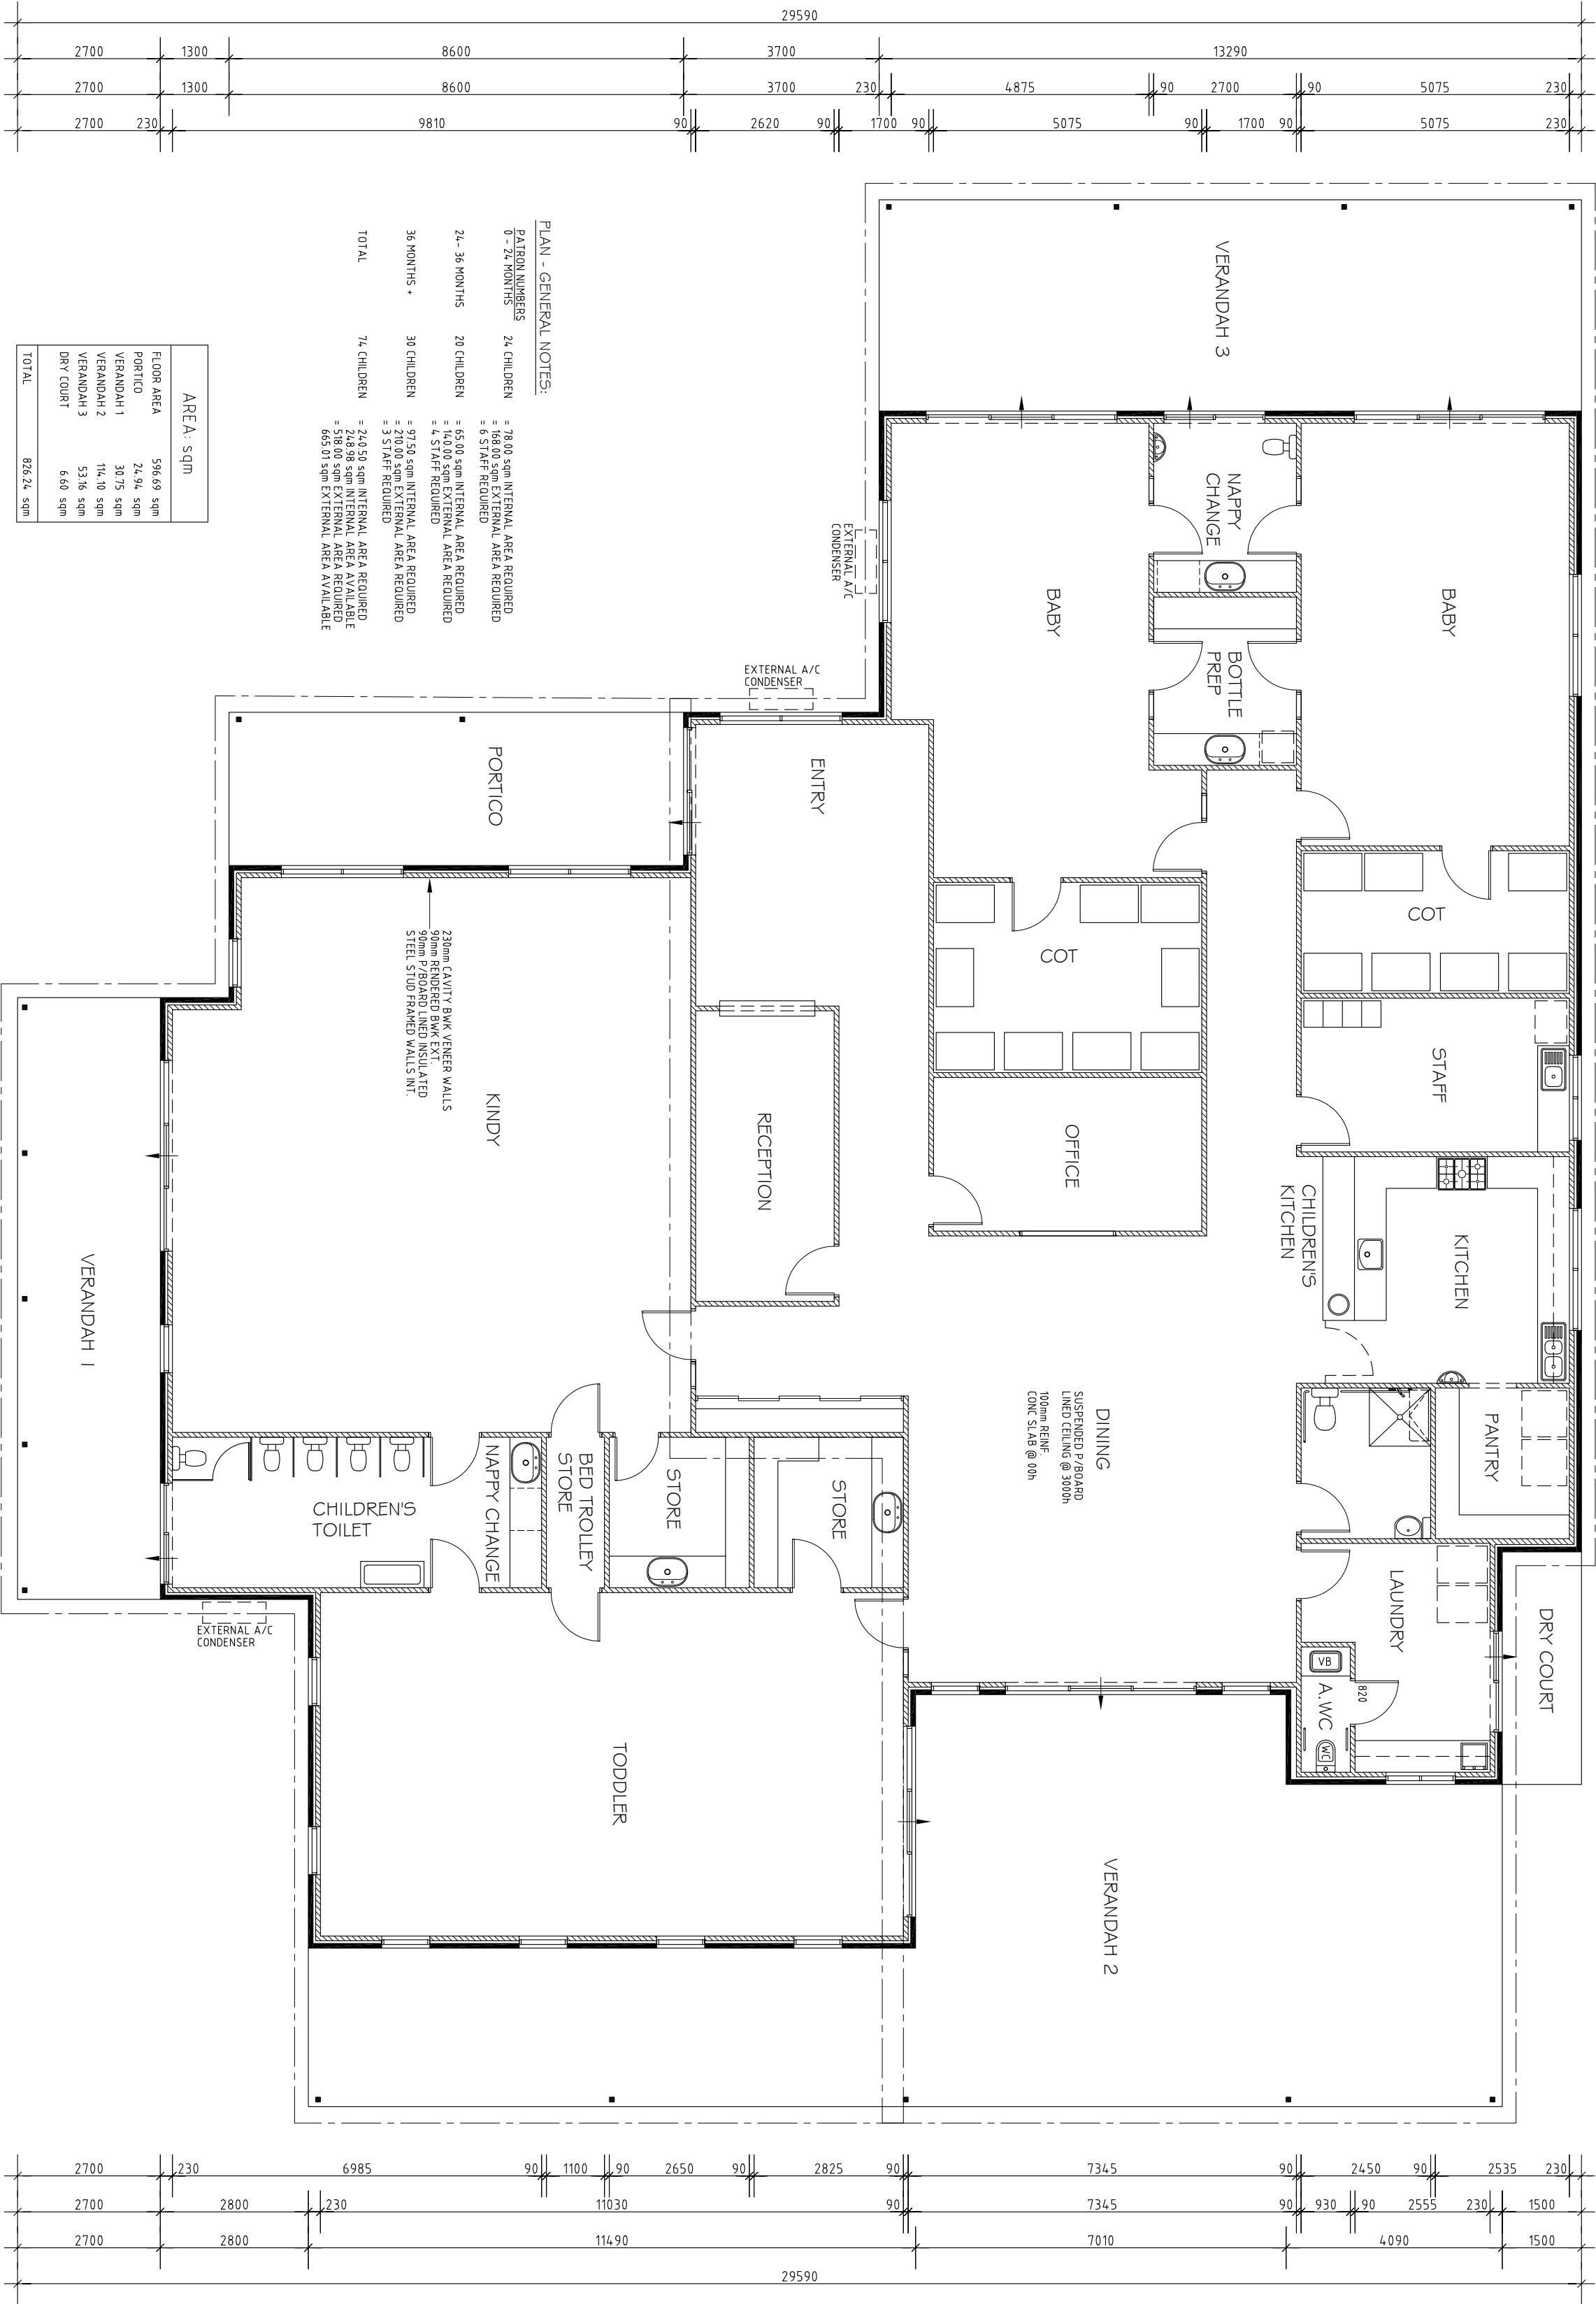 29590
2700 1300 8600 3700 13290
2700 1300 8600 3700 230 4875 90 2700 90 5075 230
2700 230 9810 90 2620 90 1700 90 5075 90 1700 90 5075 230
VERANDAH 3
PLAN - GENERAL NOTES:
PATRON NUMBERS
0 - 24 MONTHS 24 CHILDREN = 78.00 sqm INTERNAL AREA REQUIRED
= 168.00 sqm EXTERNAL AREA REQUIRED
= 6 STAFF REQUIRED
24- 36 MONTHS 20 CHILDREN = 65.00 sqm INTERNAL AREA REQUIRED
= 140.00 sqm EXTERNAL AREA REQUIRED
= 4 STAFF REQUIRED
36 MONTHS + 30 CHILDREN = 97.50 sqm INTERNAL AREA REQUIRED
= 210.00 sqm EXTERNAL AREA REQUIRED
= 3 STAFF REQUIRED
TOTAL 74 CHILDREN = 240.50 sqm INTERNAL AREA REQUIRED
248.98 sqm INTERNAL AREA AVAILABLE
= 518.00 sqm EXTERNAL AREA REQUIRED
665.01 sqm EXTERNAL AREA AVAILABLE
AREA: sqm
FLOOR AREA 596.69 sqm
PORTICO 24.94 sqm
VERANDAH 1 30.75 sqm
VERANDAH 2 114.10 sqm
VERANDAH 3 53.16 sqm
DRY COURT 6.60 sqm
TOTAL 826.24 sqm
NAPPY
CHANGE
BABY
BABY
BOTTLE
PREP
EXTERNAL A/C
CONDENSER
EXTERNAL A/C
CONDENSER
PORTICO
ENTRY
COT
COT
230mm CAVITY BWK VENEER WALLS
90mm RENDERED BWK EXT.
90mm P/BOARD LINED INSULATED
STEEL STUD FRAMED WALLS INT.
KINDY
RECEPTION
OFFICE
STAFF
CHILDREN'S
KITCHEN
KITCHEN
VERANDAH 1
DINING
SUSPENDED P/BOARD
LINED CEILING @ 3000h
100mm REINF.
CONC SLAB @ 00h
PANTRY
CHILDREN'S
TOILET
NAPPY CHANGE
BED TROLLEY
STORE
STORE
STORE
LAUNDRY
DRY COURT
EXTERNAL A/C
CONDENSER
VB
820
A.WC
WC
TODDLER
VERANDAH 2
2700 230 6985 90 1100 90 2650 90 2825 90 7345 90 2450 90 2535 230
2700 2800 230 11030 90 7345 90 930 90 2555 230 1500
2700 2800 11490 7010 4090 1500
29590